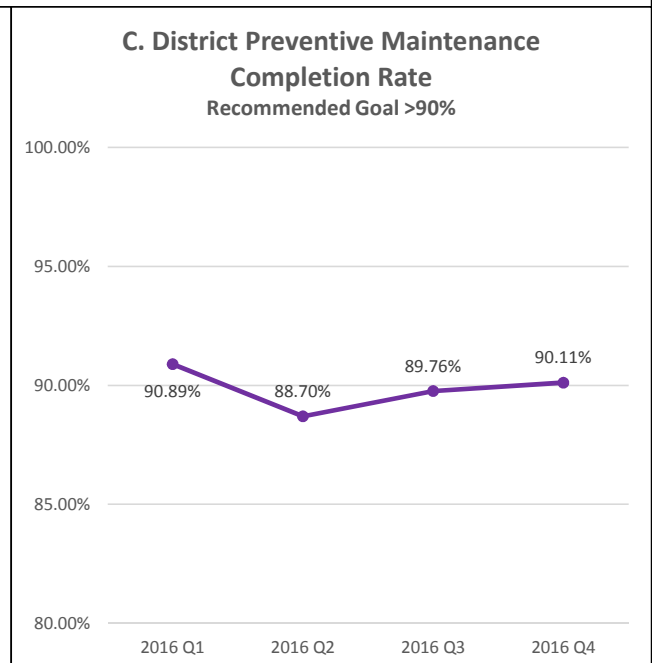 C. District Preventive Maintenance
Completion Rate
Recommended Goal >90%
100.00%
95.00%
90.00%
85.00%
80.00%
90.89%
88.70%
89.76%
90.11%
2016 Q1
2016 Q2
2016 Q3
2016 Q4